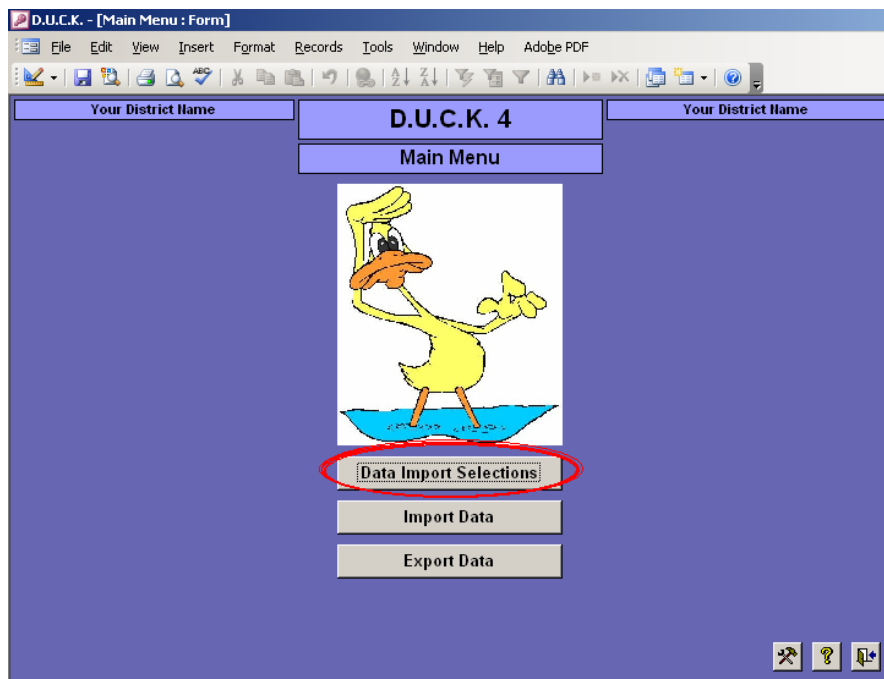 D.U.C.K. - [Main Menu : Form]
File Edit View Insert Format Records Tools Window Help Adobe PDF
Your District Name
D.U.C.K. 4
Your District Name
Main Menu
Data Import Selections
Import Data
Export Data